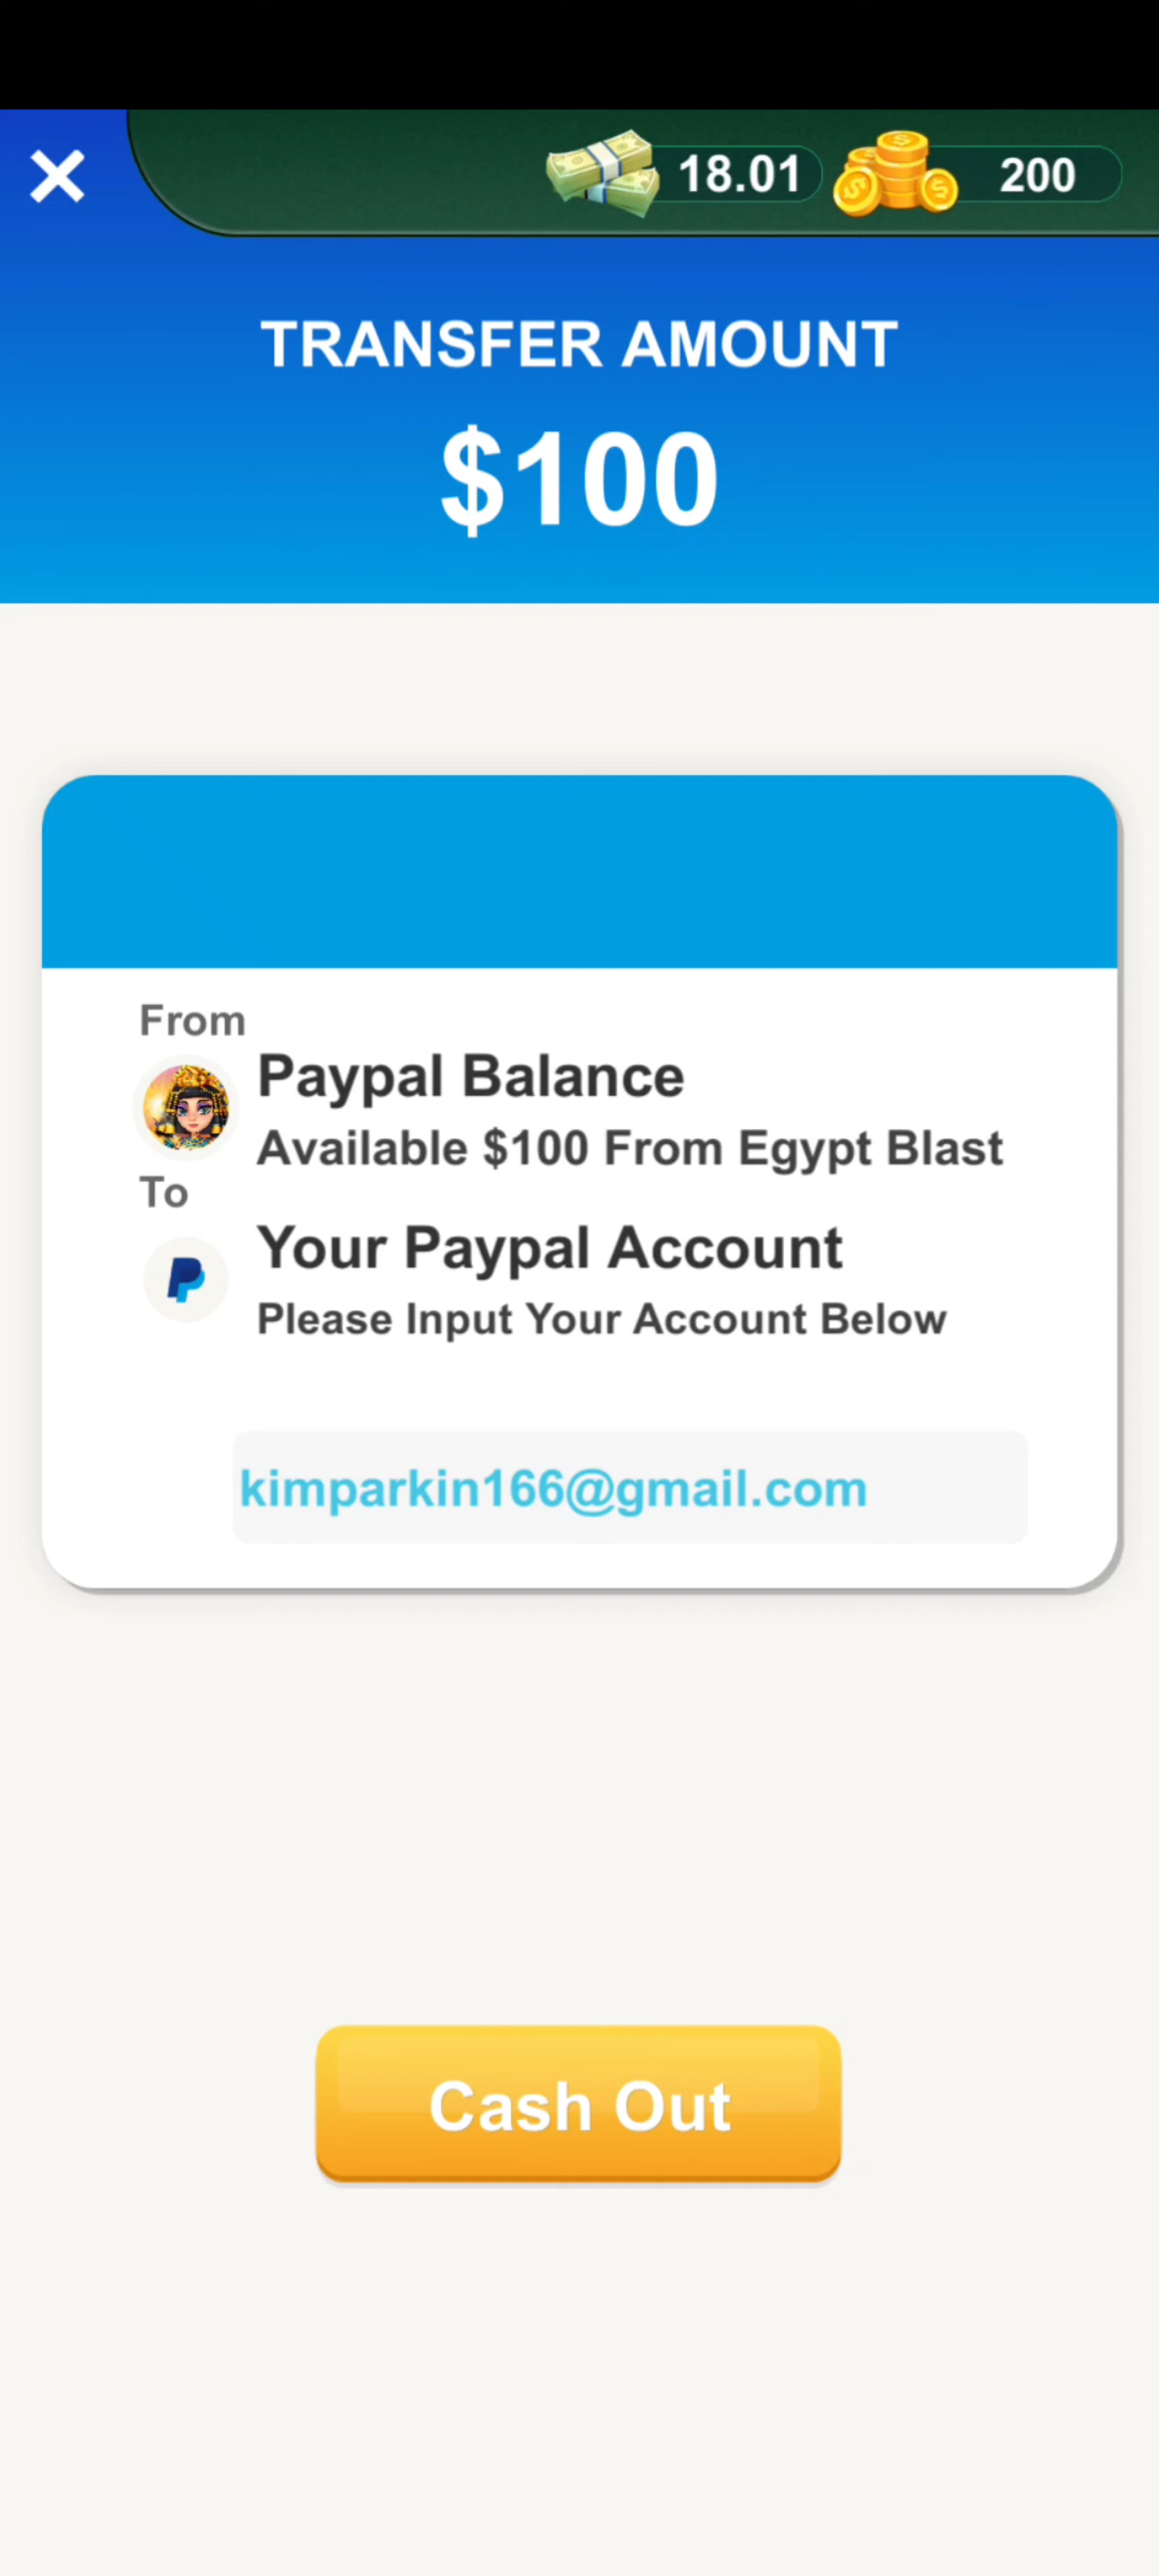 18.01 200
TRANSFER AMOUNT
$100
From
Paypal Balance
Available $100 From Egypt Blast
To
Your Paypal Account
Please Input Your Account Below
kimparkin166@gmail.com
Cash Out